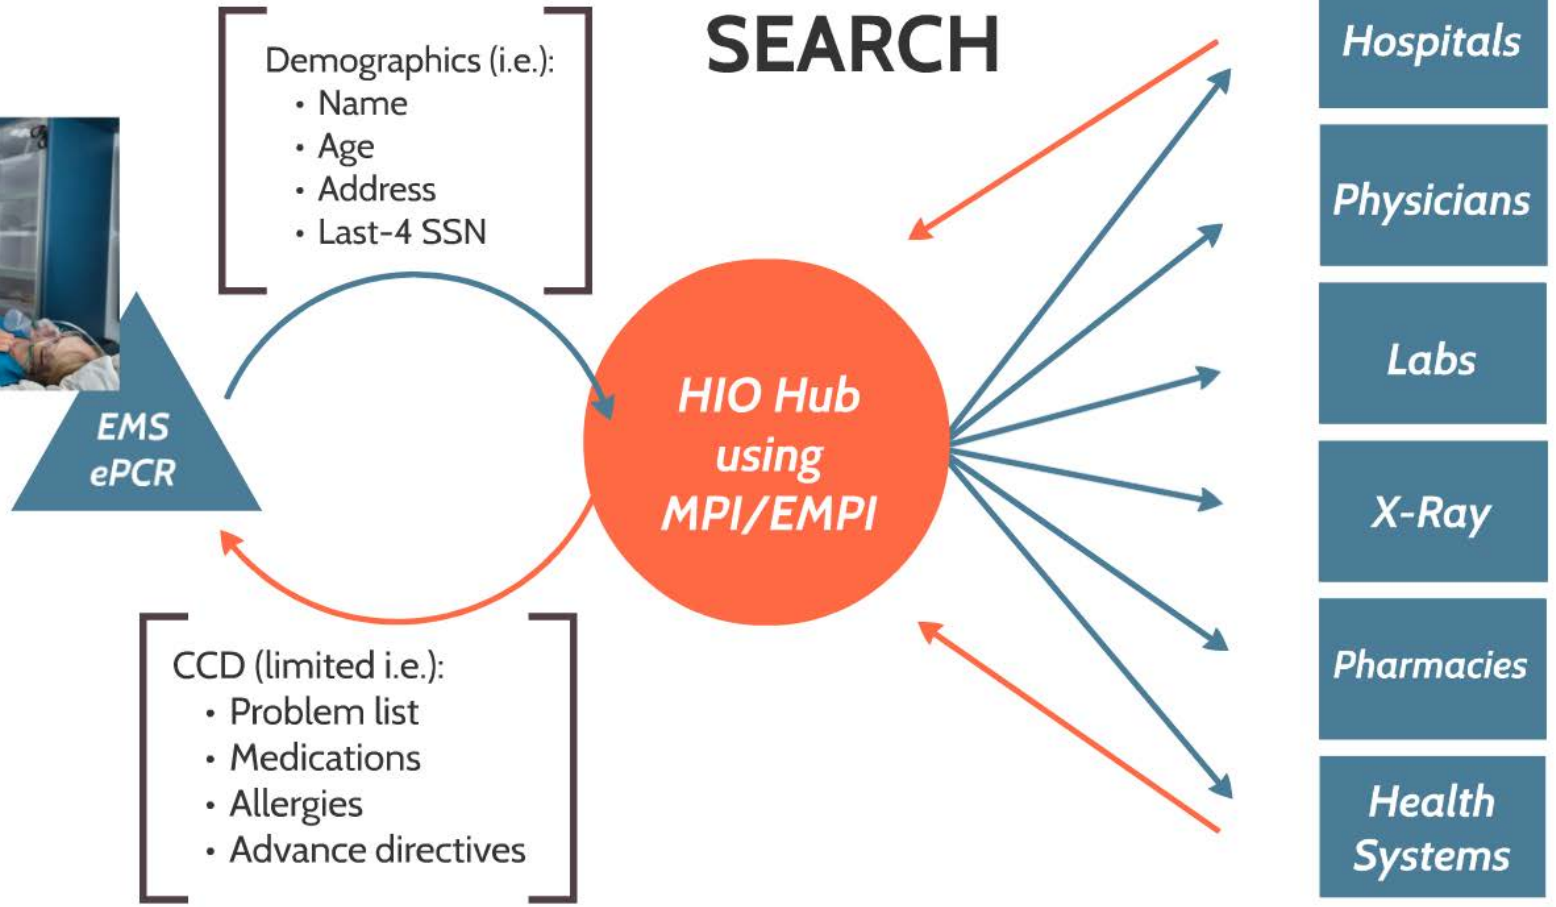 SEARCH
Demographics (i.e.):
• Name
• Age
• Address
• Last-4 SSN
EMS
ePCR
HIO Hub
using
MPI/EMPI
CCD (limited i.e.):
• Problem list
• Medications
• Allergies
• Advance directives
Hospitals
Physicians
Labs
X-Ray
Pharmacies
Health
Systems